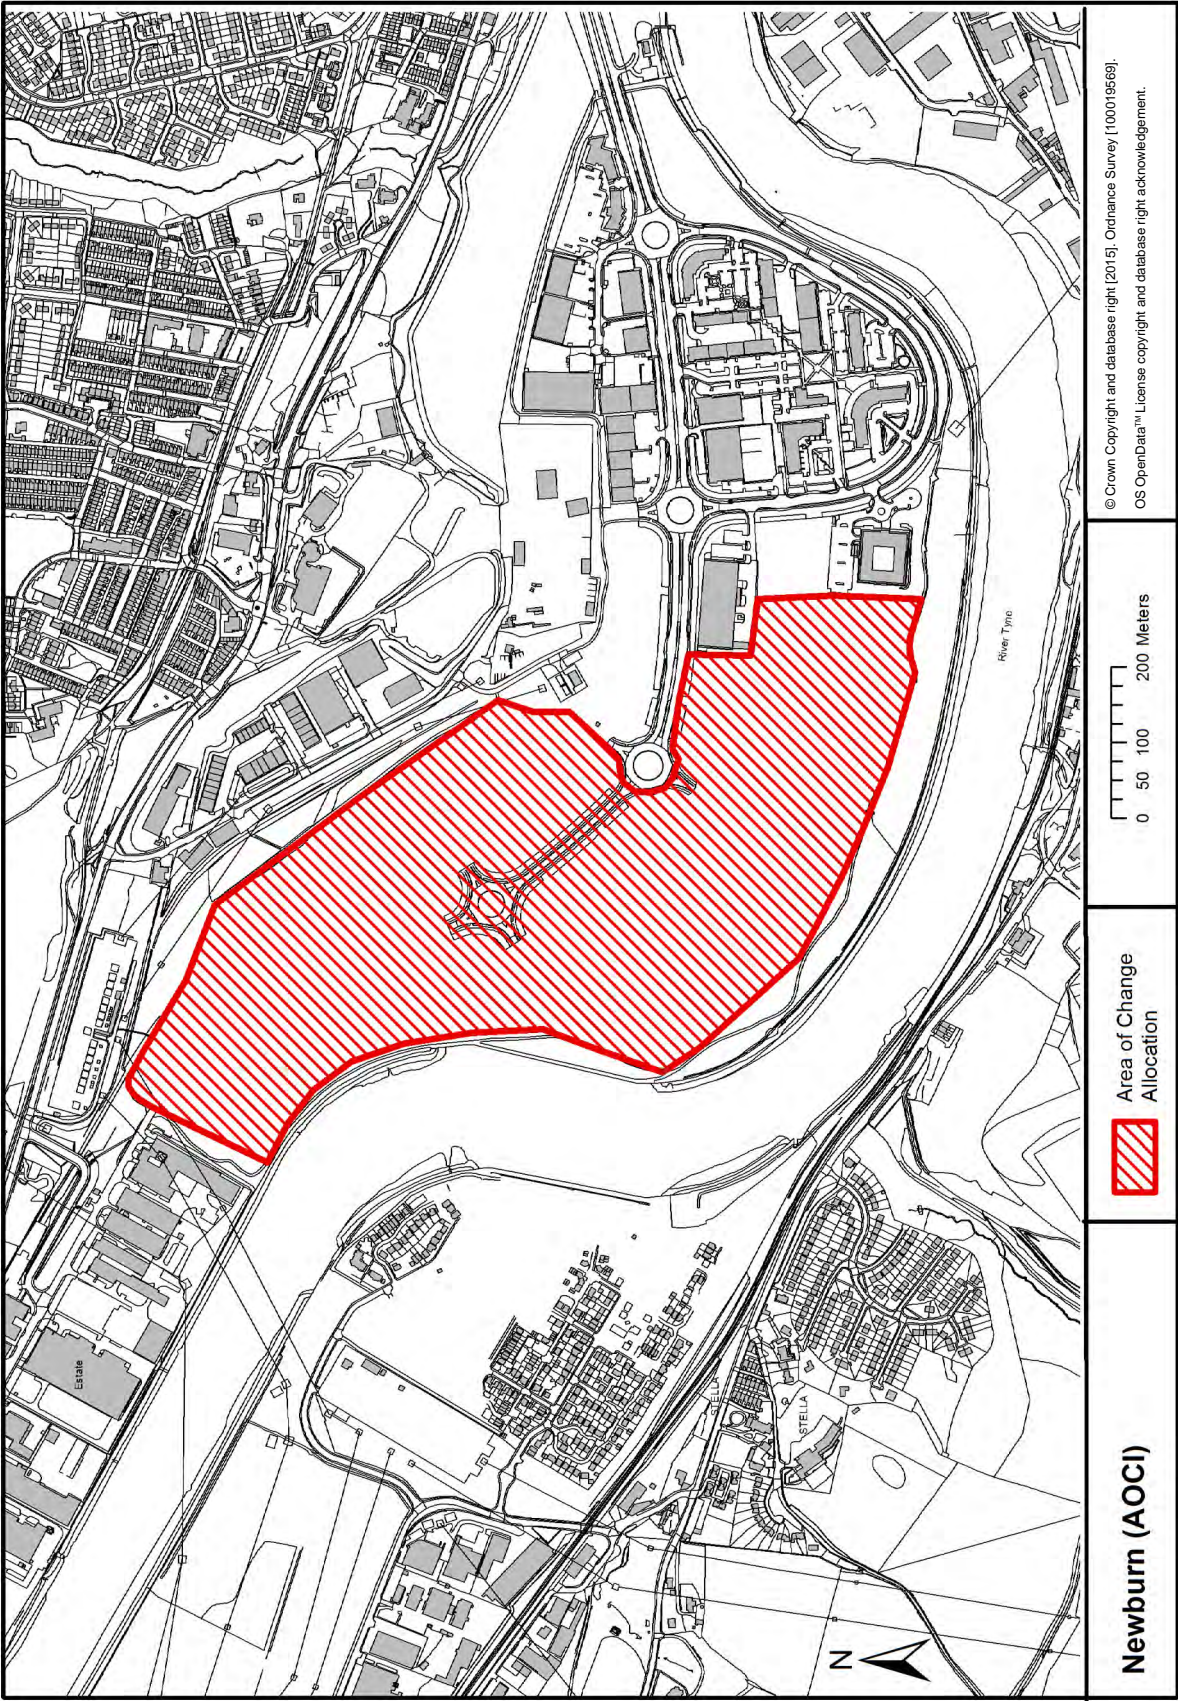 Estate
River Tyne
STELLA
STELLA
N
Newburn (AOCI)
Area of Change
Allocation
0 50 100 200 Meters
© Crown Copyright and database right [2015]. Ordnance Survey [100019569].
OS OpenData™ License copyright and database right acknowledgement.